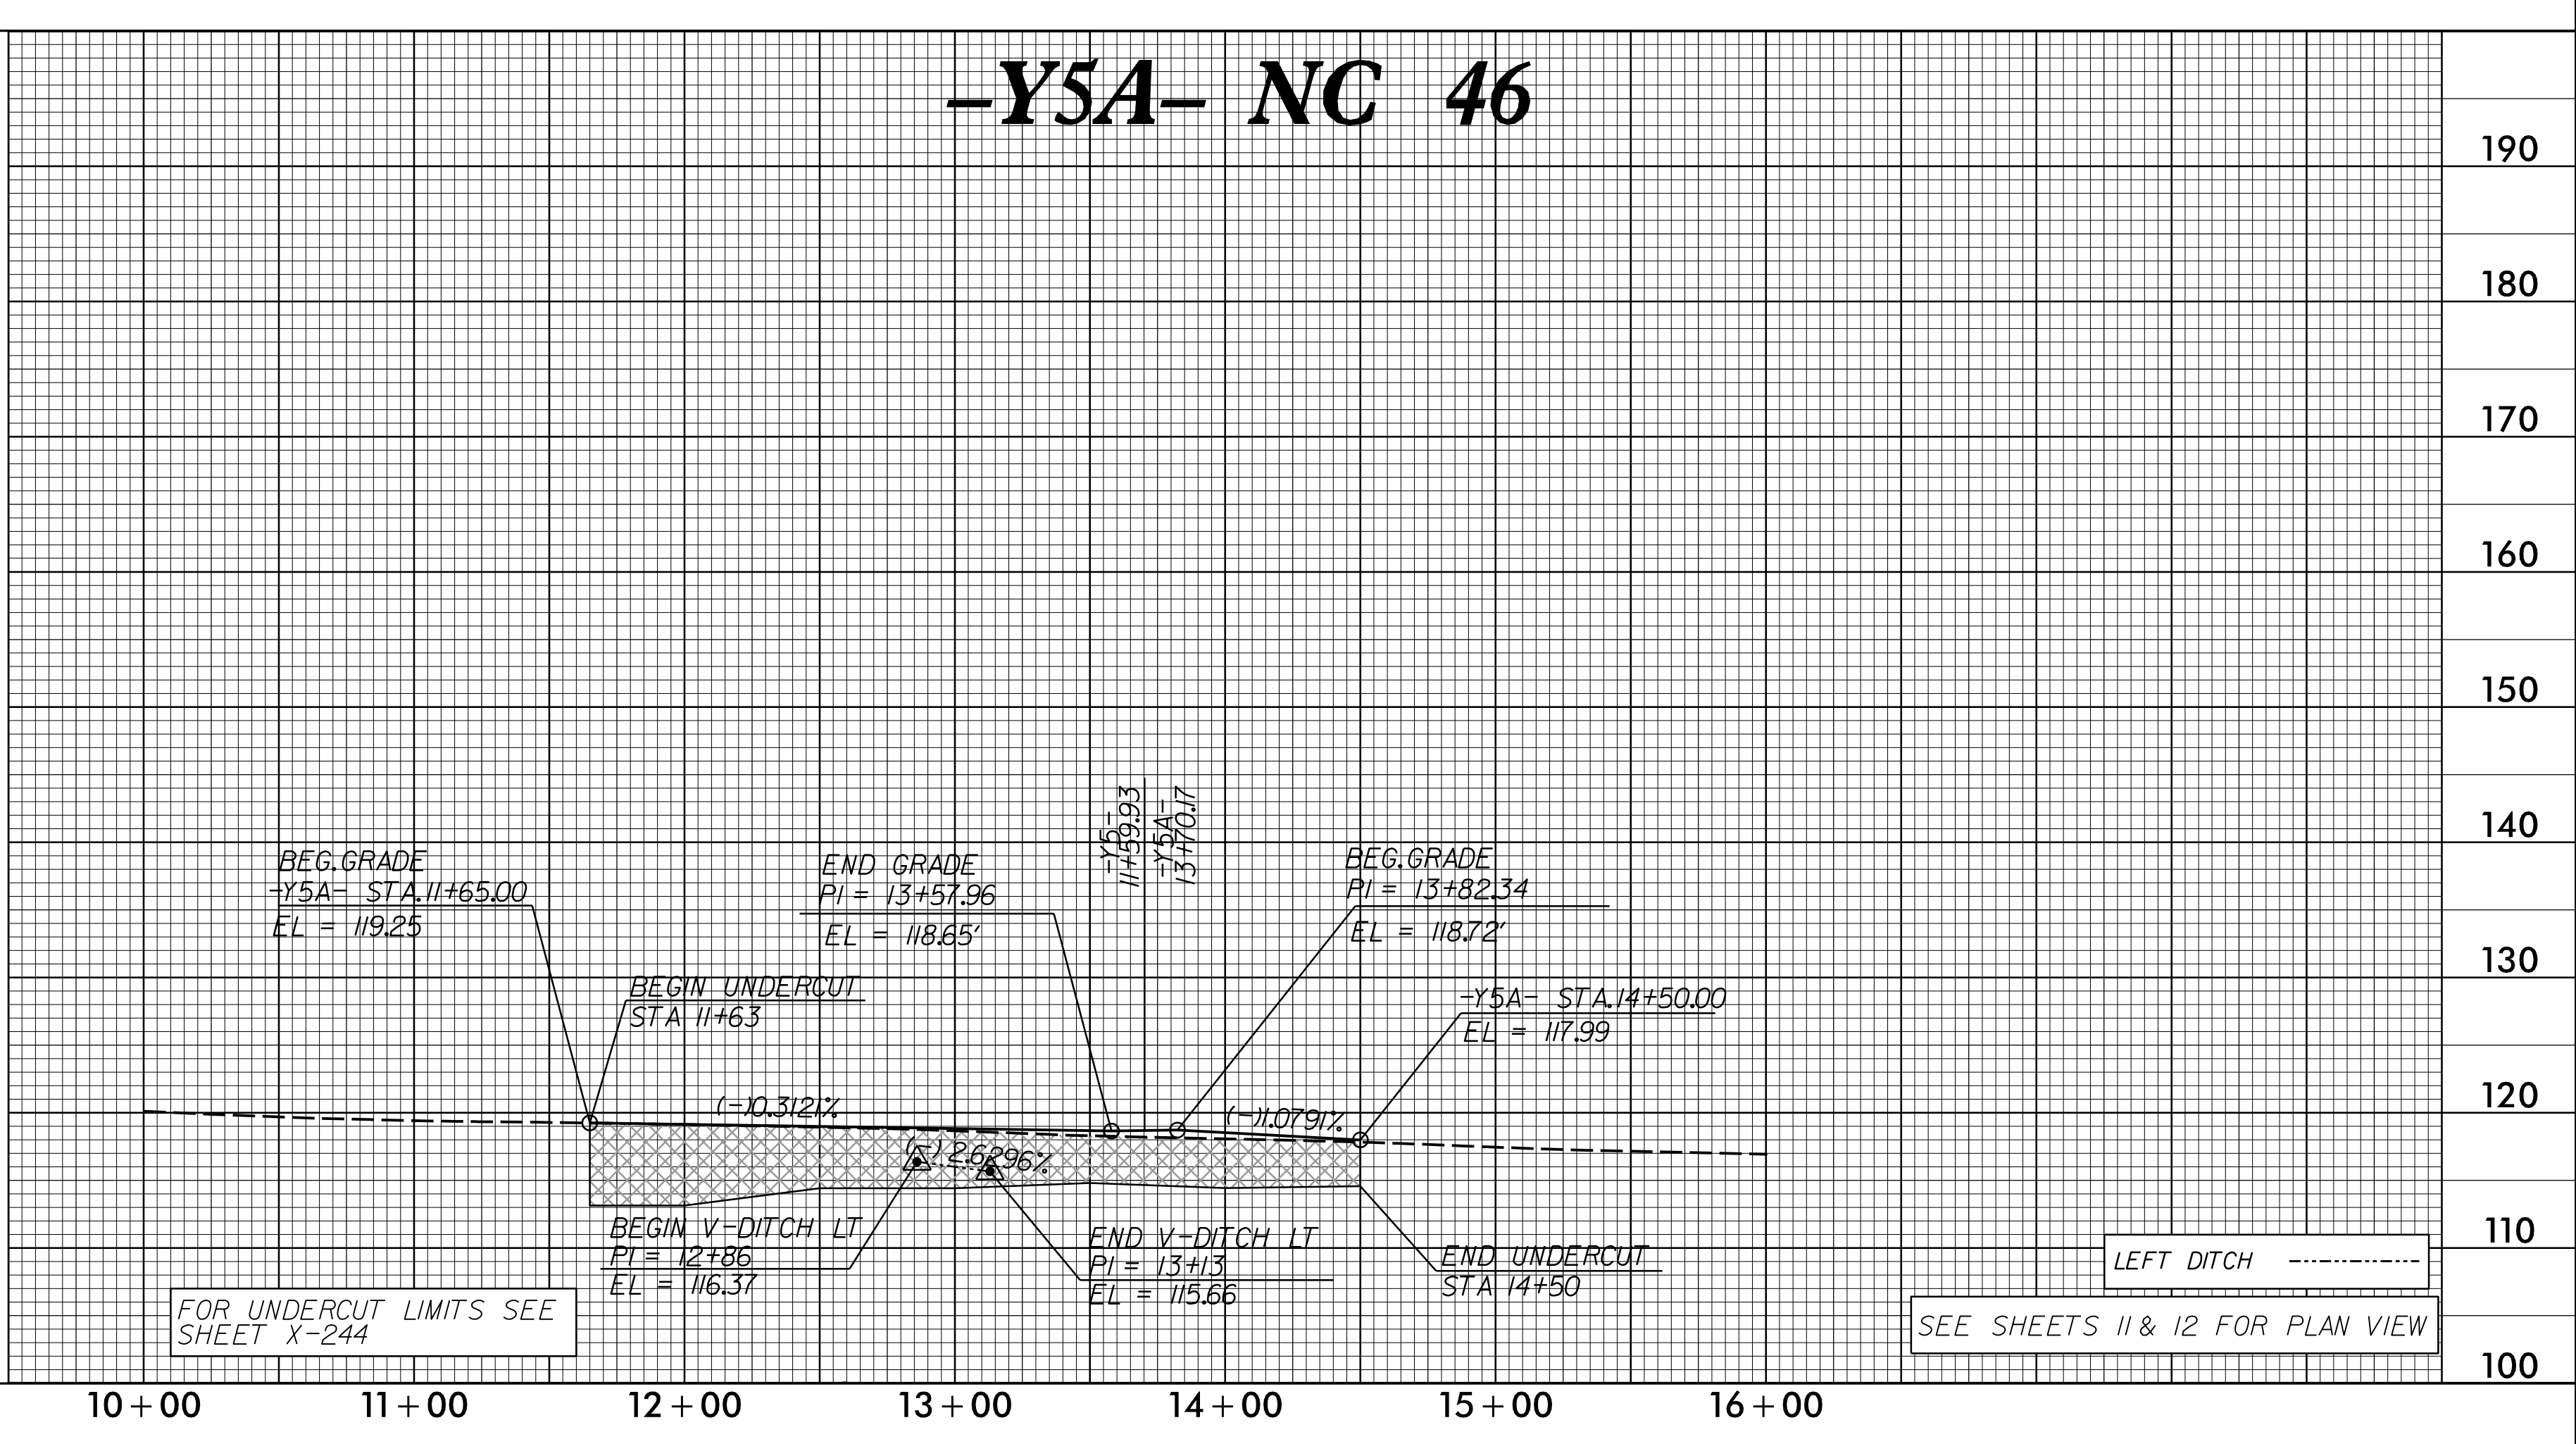 -Y5A- NC 46
190
180
170
160
150
140
130
120
110
100
-Y5-
11+59.93
-Y5A-
13+70.17
BEG.GRADE
-Y5A- STA.11+65.00
EL = 119.25
END GRADE
PI = 13+57.96
EL = 118.65'
BEG.GRADE
PI = 13+82.34
EL = 118.72'
BEGIN UNDERCUT
STA 11+63
-Y5A- STA.14+50.00
EL = 117.99
(-)0.3121%
(-)1.0791%
(-) 2.6296%
BEGIN V-DITCH LT
PI = 12+86
EL = 116.37
END V-DITCH LT
PI = 13+13
EL = 115.66
END UNDERCUT
STA 14+50
LEFT DITCH
FOR UNDERCUT LIMITS SEE
SHEET X-244
SEE SHEETS 11 & 12 FOR PLAN VIEW
10+00 11+00 12+00 13+00 14+00 15+00 16+00